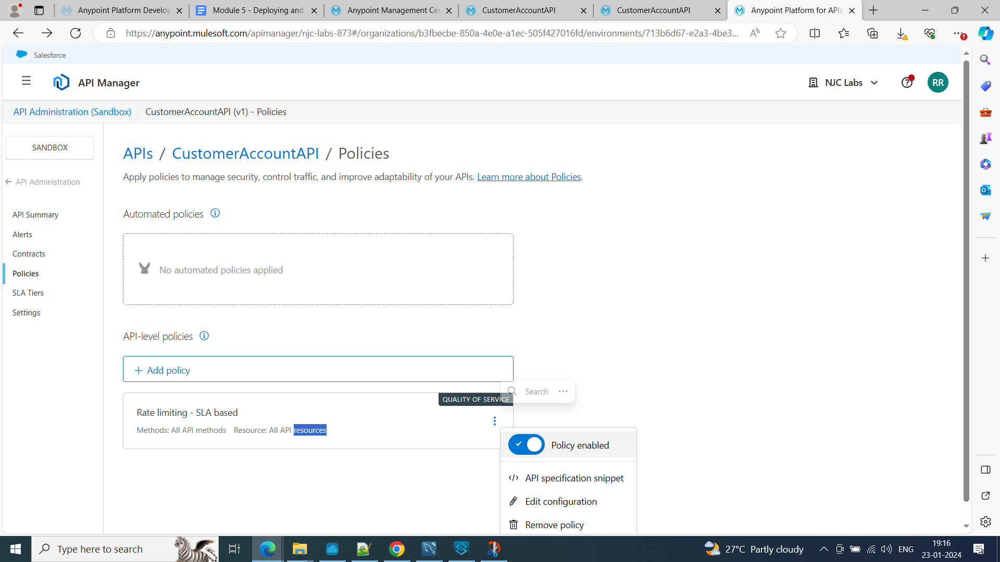 Anypoint Platform Develop
Module 5 - Deploying and
Anypoint Management Ce
CustomerAccountAPI
CustomerAccountAPI
Anypoint Platform for APIs
https://anypoint.mulesoft.com/apimanager/njc-labs-873#/organizations/b3fbecbe-850a-4e0e-a1ec-505f427016fd/environments/713b6d67-e2a3-4be3...
Salesforce
API Manager
NJC Labs
RR
API Administration (Sandbox)
CustomerAccountAPI (v1) - Policies
SANDBOX
API Administration
API Summary
Alerts
Contracts
Policies
SLA Tiers
Settings
APIs / CustomerAccountAPI / Policies
Apply policies to manage security, control traffic, and improve adaptability of your APIs. Learn more about Policies.
Automated policies
No automated policies applied
API-level policies
+ Add policy
Search
QUALITY OF SERVICE
Rate limiting - SLA based
Methods: All API methods Resource: All API resources
Policy enabled
API specification snippet
Edit configuration
Remove policy
Type here to search
27°C Partly cloudy
ENG
19:16
23-01-2024